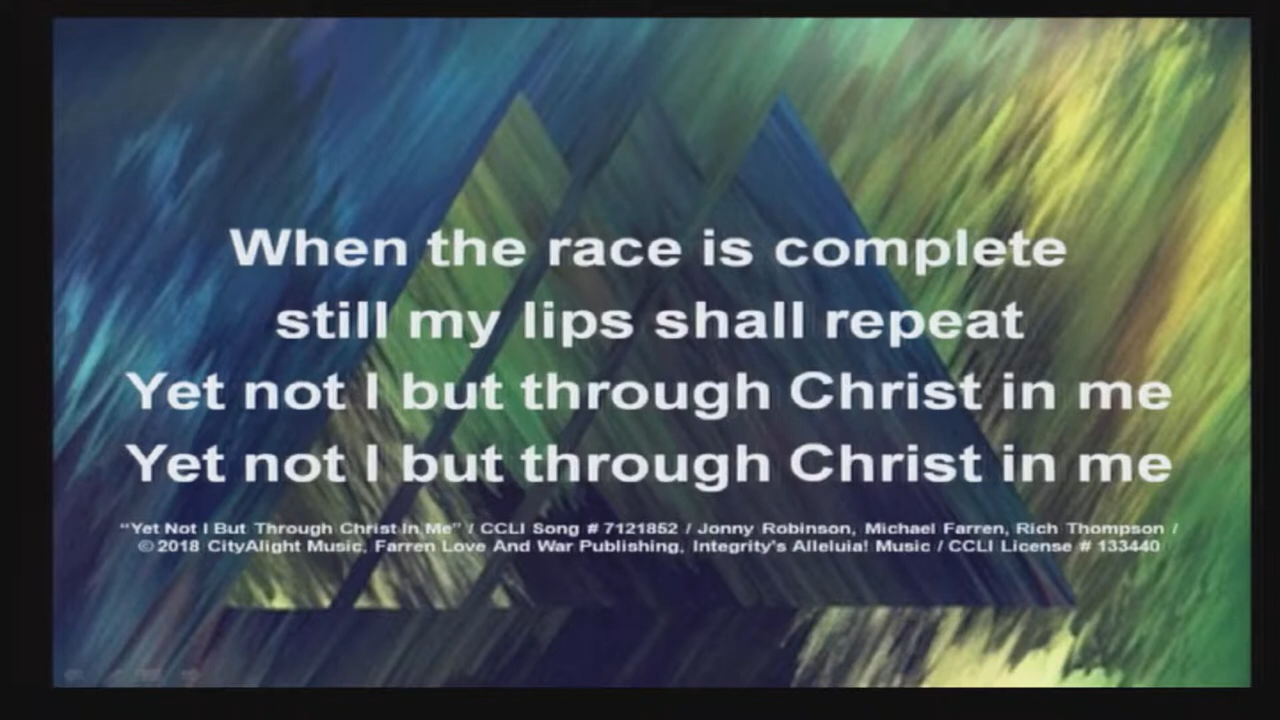 When the race is complete
still my lips shall repeat
Yet not I but through Christ in me
Yet not I but through Christ in me
“Yet Not I But Through Christ In Me” / CCLI Song # 7121852 / Jonny Robinson, Michael Farren, Rich Thompson /
© 2018 CityAlight Music, Farren Love And War Publishing, Integrity's Alleluia! Music / CCLI License # 133440